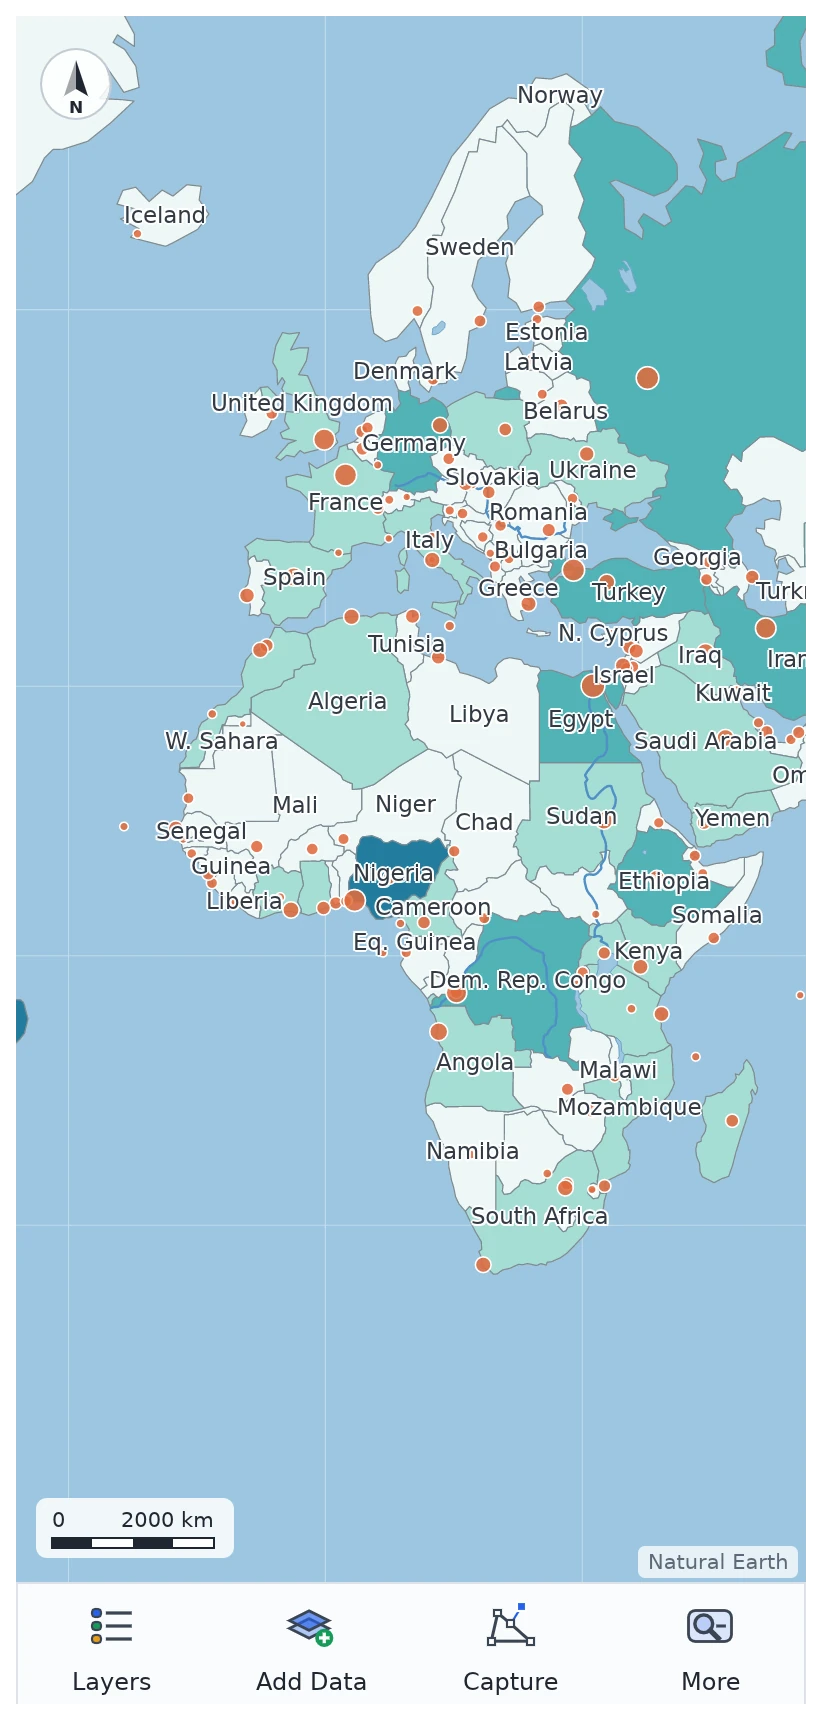 N
Norway
Iceland
Sweden
Estonia
Latvia
Denmark
United Kingdom
Belarus
Germany
Ukraine
Slovakia
France
Romania
Italy
Bulgaria
Georgia
Spain
Greece
Turkey
Turkr
N. Cyprus
Tunisia
Iraq
Iran
Israel
Kuwait
Algeria
Libya
Egypt
W. Sahara
Saudi Arabia
Om
Mali
Niger
Chad
Sudan
Yemen
Senegal
Guinea
Nigeria
Ethiopia
Liberia
Cameroon
Somalia
Eq. Guinea
Kenya
Dem. Rep. Congo
Angola
Malawi
Mozambique
Namibia
South Africa
0 2000 km
Natural Earth
Layers
Add Data
Capture
More